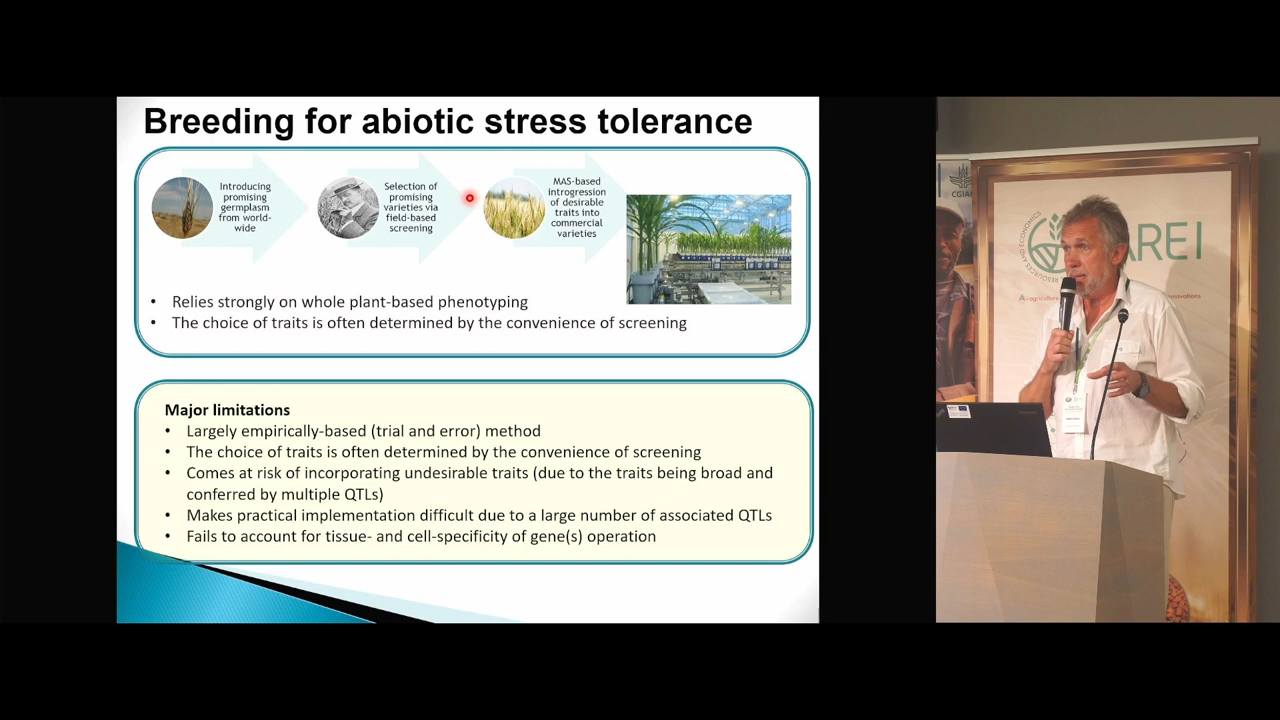 Breeding for abiotic stress tolerance
Introducing
promising
germplasm
from world-
wide
Selection of
promising
varieties via
field-based
screening
MAS-based
introgression
of desirable
traits into
commercial
varieties
• Relies strongly on whole plant-based phenotyping
• The choice of traits is often determined by the convenience of screening
Major limitations
• Largely empirically-based (trial and error) method
• The choice of traits is often determined by the convenience of screening
• Comes at risk of incorporating undesirable traits (due to the traits being broad and
conferred by multiple QTLs)
• Makes practical implementation difficult due to a large number of associated QTLs
• Fails to account for tissue- and cell-specificity of gene(s) operation
CGIAR
RESOURCES AND ECONOMICS
AREI